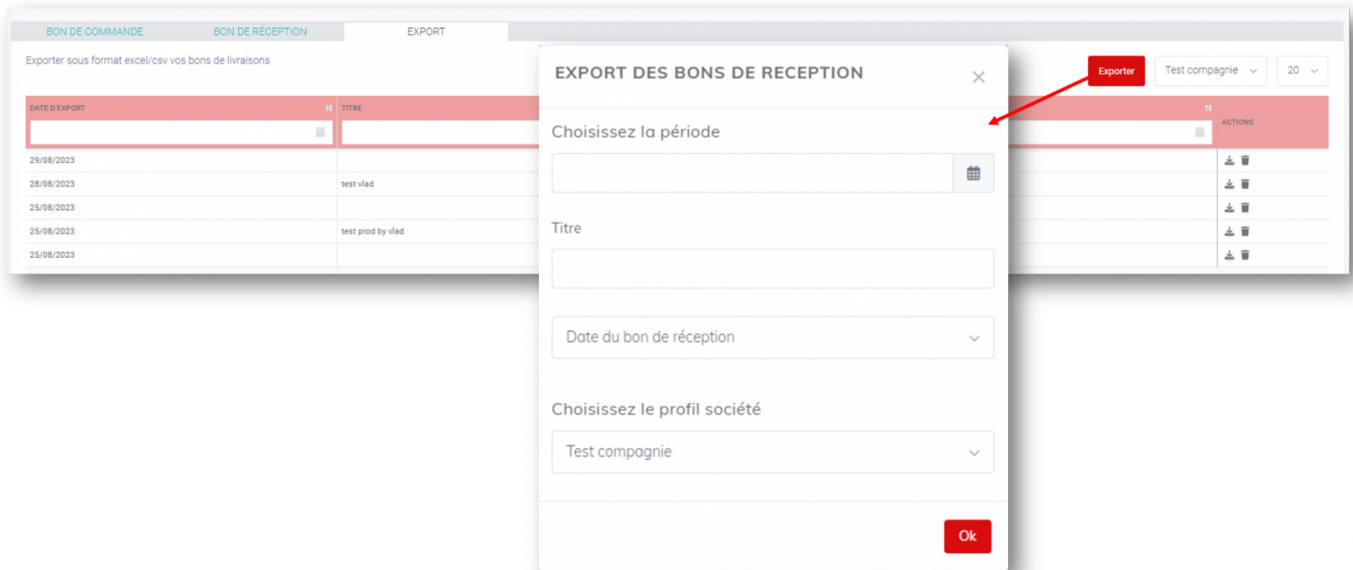 BON DE COMMANDE BON DE RÉCEPTION EXPORT
Exporter sous format excel/csv vos bons de livraisons
Exporter Test compagnie 20
DATE D'EXPORT TITRE ACTIONS
29/08/2023
28/08/2023 test vlad
25/08/2023
25/08/2023 test prod by vlad
25/08/2023
EXPORT DES BONS DE RECEPTION
Choisissez la période
Titre
Date du bon de réception
Choisissez le profil société
Test compagnie
Ok